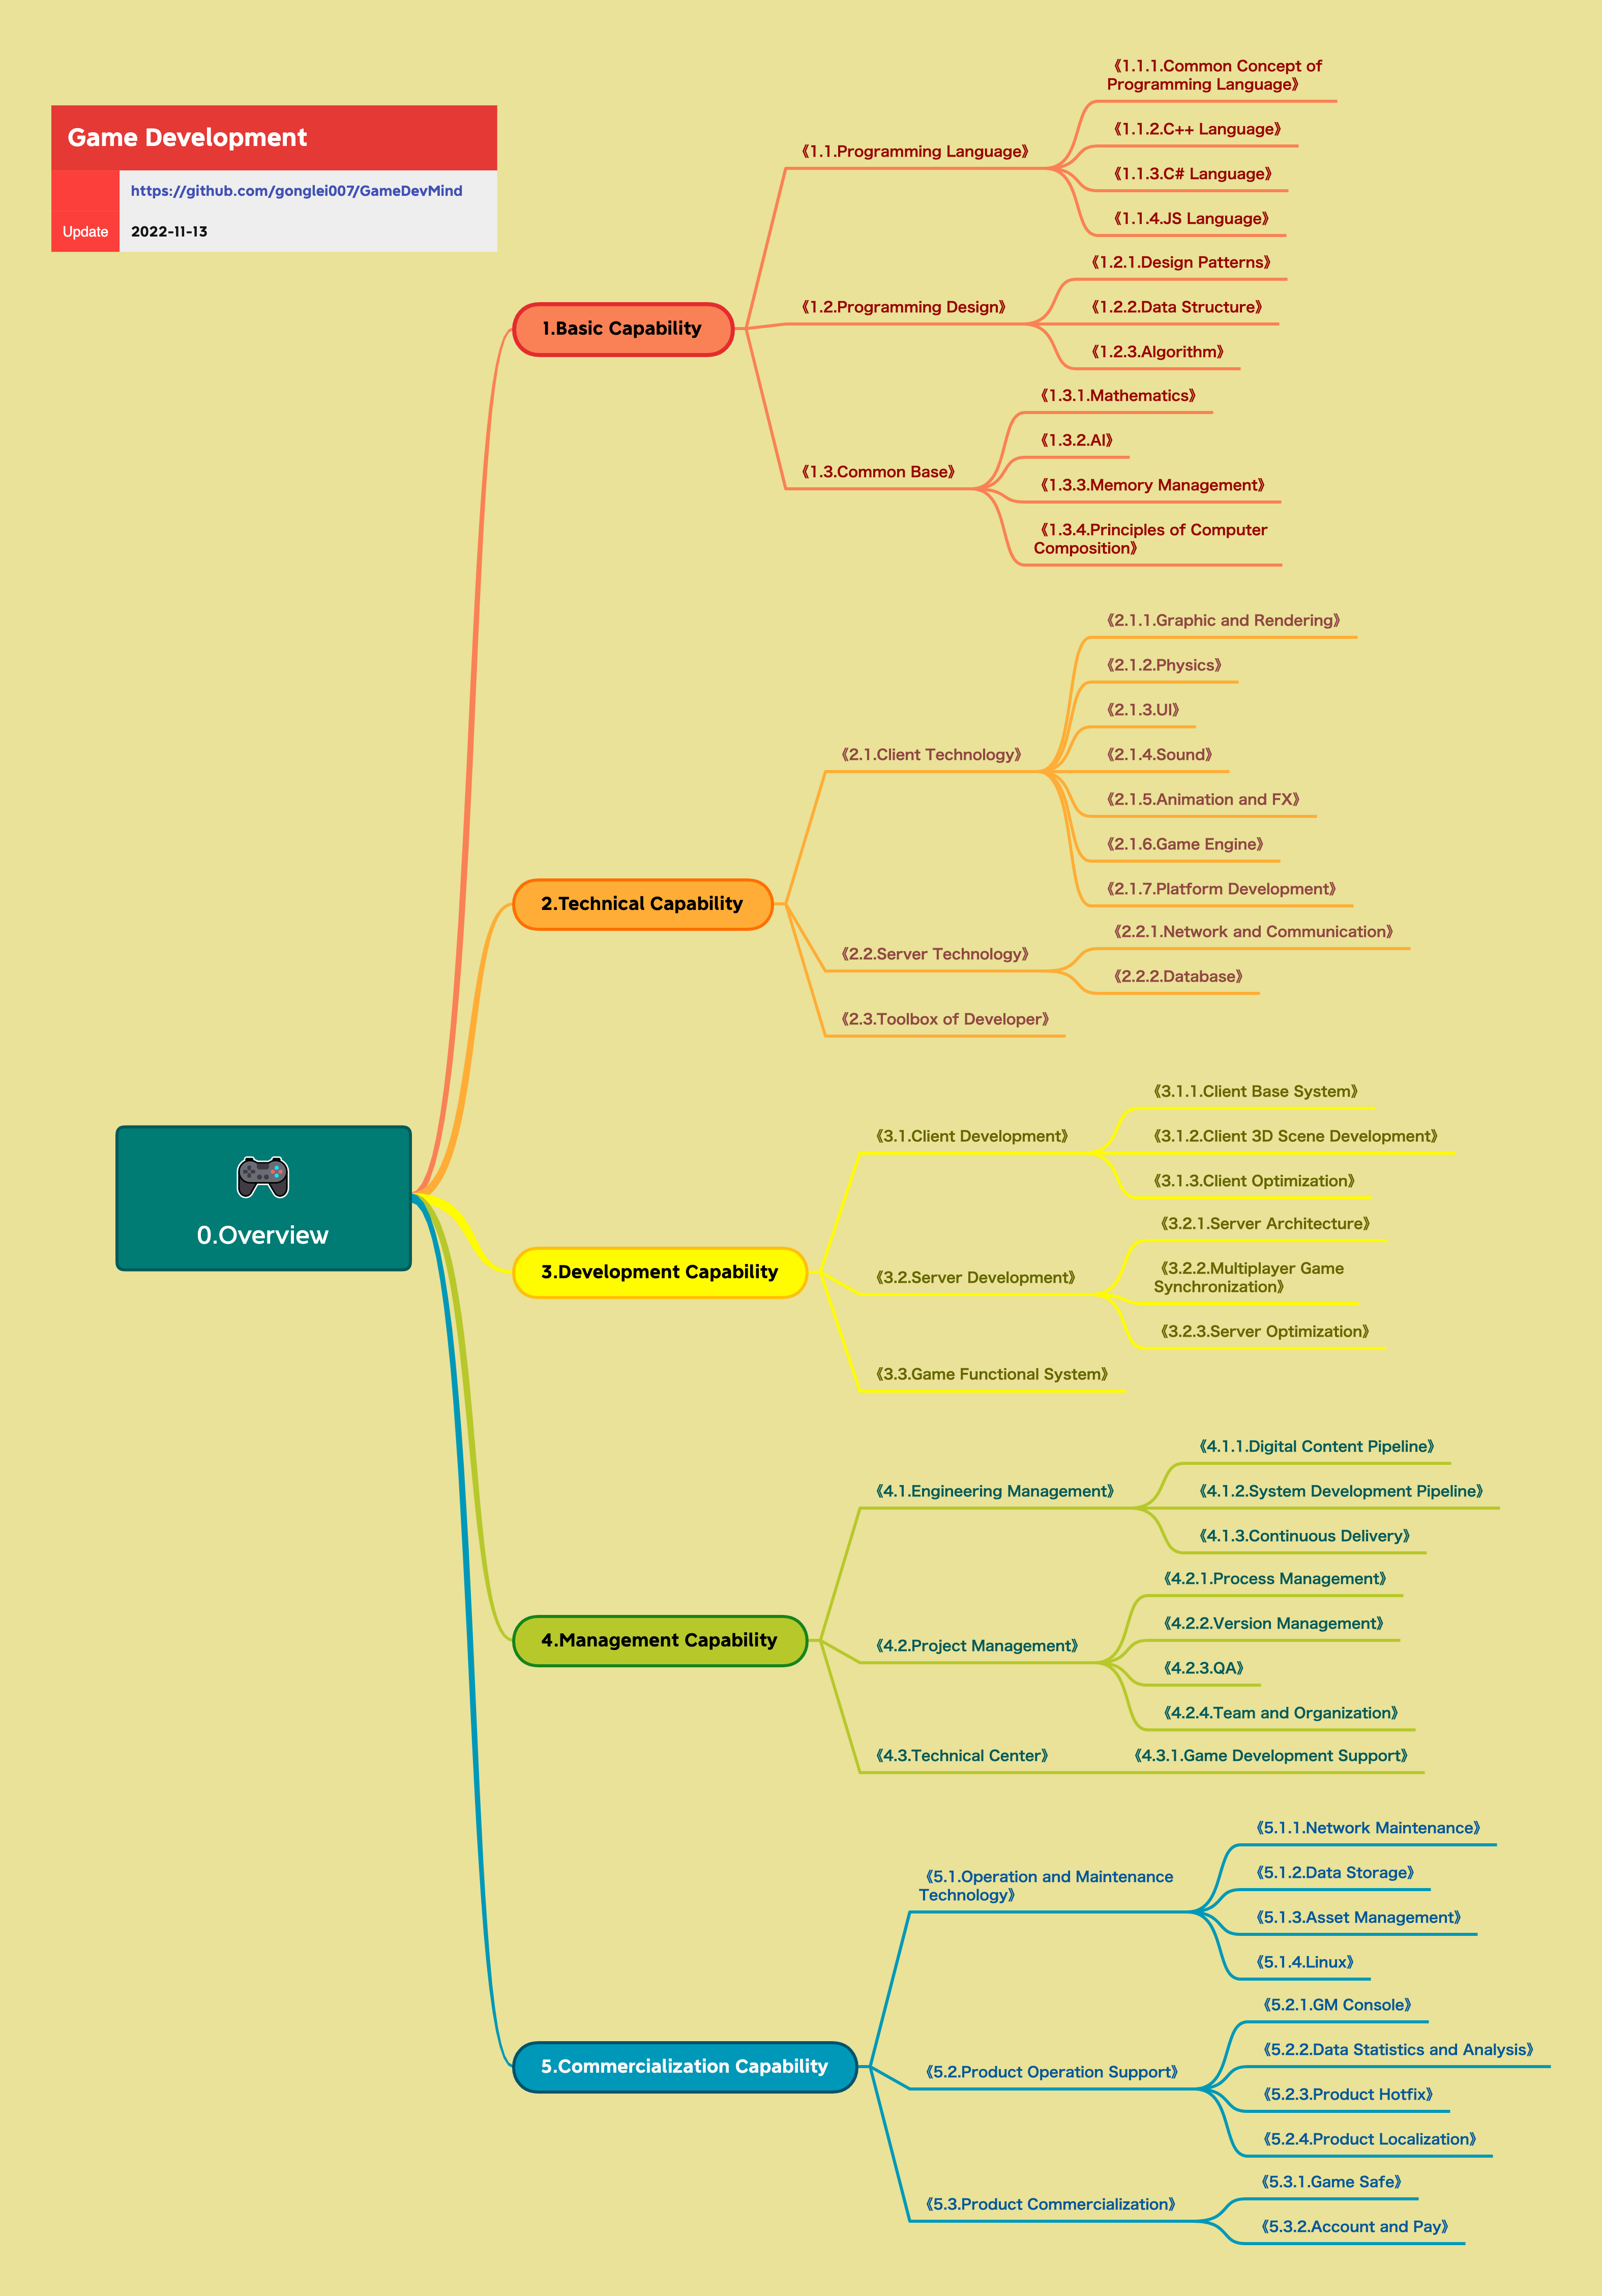 Game Development
https://github.com/gonglei007/GameDevMind
Update 2022-11-13
0.Overview
1.Basic Capability
《1.1.Programming Language》
《1.1.1.Common Concept of
Programming Language》
《1.1.2.C++ Language》
《1.1.3.C# Language》
《1.1.4.JS Language》
《1.2.Programming Design》
《1.2.1.Design Patterns》
《1.2.2.Data Structure》
《1.2.3.Algorithm》
《1.3.Common Base》
《1.3.1.Mathematics》
《1.3.2.AI》
《1.3.3.Memory Management》
《1.3.4.Principles of Computer
Composition》
2.Technical Capability
《2.1.Client Technology》
《2.1.1.Graphic and Rendering》
《2.1.2.Physics》
《2.1.3.UI》
《2.1.4.Sound》
《2.1.5.Animation and FX》
《2.1.6.Game Engine》
《2.1.7.Platform Development》
《2.2.Server Technology》
《2.2.1.Network and Communication》
《2.2.2.Database》
《2.3.Toolbox of Developer》
3.Development Capability
《3.1.Client Development》
《3.1.1.Client Base System》
《3.1.2.Client 3D Scene Development》
《3.1.3.Client Optimization》
《3.2.Server Development》
《3.2.1.Server Architecture》
《3.2.2.Multiplayer Game
Synchronization》
《3.2.3.Server Optimization》
《3.3.Game Functional System》
4.Management Capability
《4.1.Engineering Management》
《4.1.1.Digital Content Pipeline》
《4.1.2.System Development Pipeline》
《4.1.3.Continuous Delivery》
《4.2.Project Management》
《4.2.1.Process Management》
《4.2.2.Version Management》
《4.2.3.QA》
《4.2.4.Team and Organization》
《4.3.Technical Center》
《4.3.1.Game Development Support》
5.Commercialization Capability
《5.1.Operation and Maintenance
Technology》
《5.1.1.Network Maintenance》
《5.1.2.Data Storage》
《5.1.3.Asset Management》
《5.1.4.Linux》
《5.2.Product Operation Support》
《5.2.1.GM Console》
《5.2.2.Data Statistics and Analysis》
《5.2.3.Product Hotfix》
《5.2.4.Product Localization》
《5.3.Product Commercialization》
《5.3.1.Game Safe》
《5.3.2.Account and Pay》